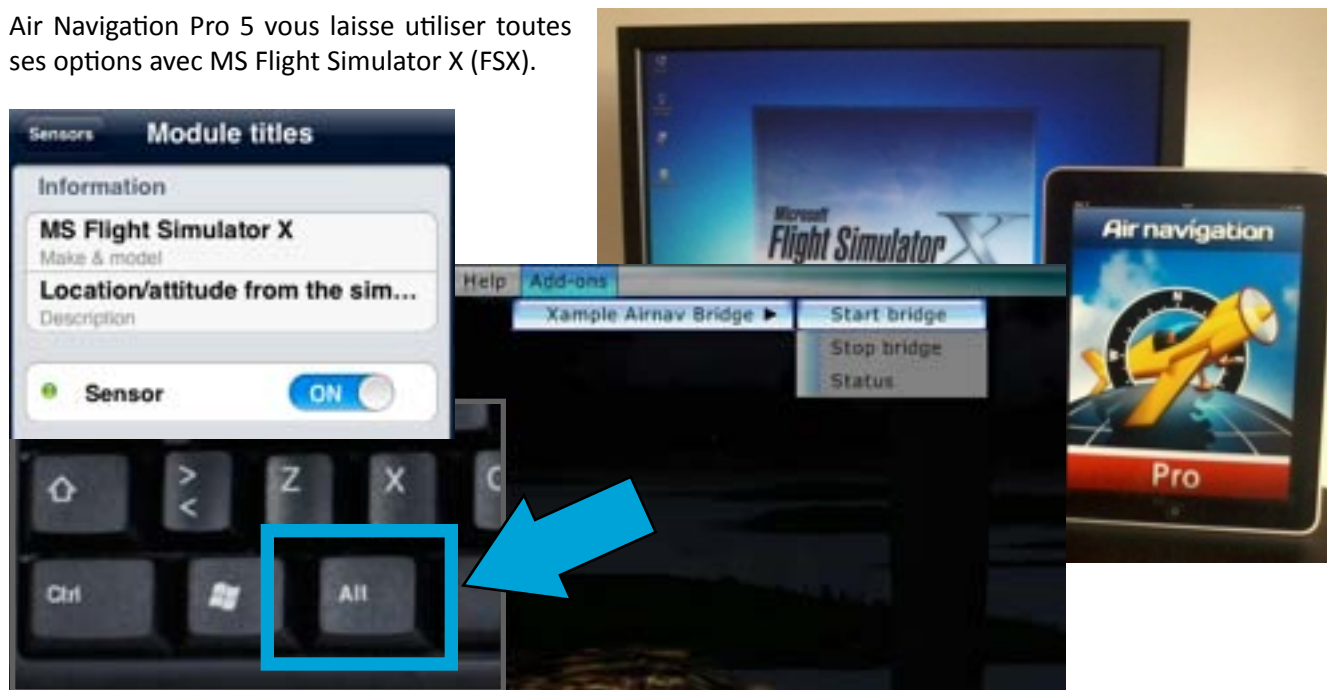 Air Navigation Pro 5 vous laisse utiliser toutes
ses options avec MS Flight Simulator X (FSX).
Sensors
Module titles
Information
MS Flight Simulator X
Make & model
Location/attitude from the sim...
Description
Sensor
ON
Microsoft
Flight Simulator X
Air navigation
N
W
Pro
Help
Add-ons
Xample Airnav Bridge
Start bridge
Stop bridge
Status
>
<
Z
X
Ctrl
Alt